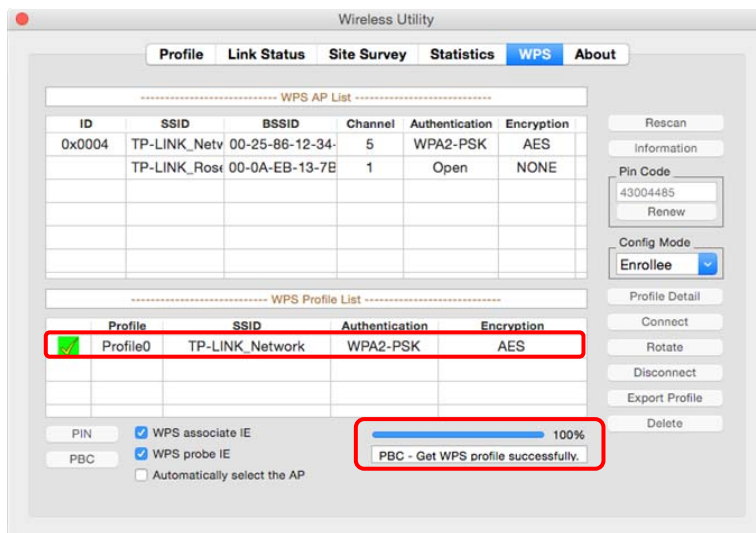 Wireless Utility
Profile Link Status Site Survey Statistics WPS About
---------------------------- WPS AP List ----------------------------
ID SSID BSSID Channel Authentication Encryption
0x0004 TP-LINK_Netv 00-25-86-12-34- 5 WPA2-PSK AES
TP-LINK_Rose 00-0A-EB-13-7B 1 Open NONE
Rescan
Information
Pin Code
43004485
Renew
Config Mode
Enrollee
---------------------------- WPS Profile List ----------------------------
Profile SSID Authentication Encryption
Profile0 TP-LINK_Network WPA2-PSK AES
Profile Detail
Connect
Rotate
Disconnect
Export Profile
Delete
PIN WPS associate IE
PBC WPS probe IE
Automatically select the AP
100%
PBC - Get WPS profile successfully.